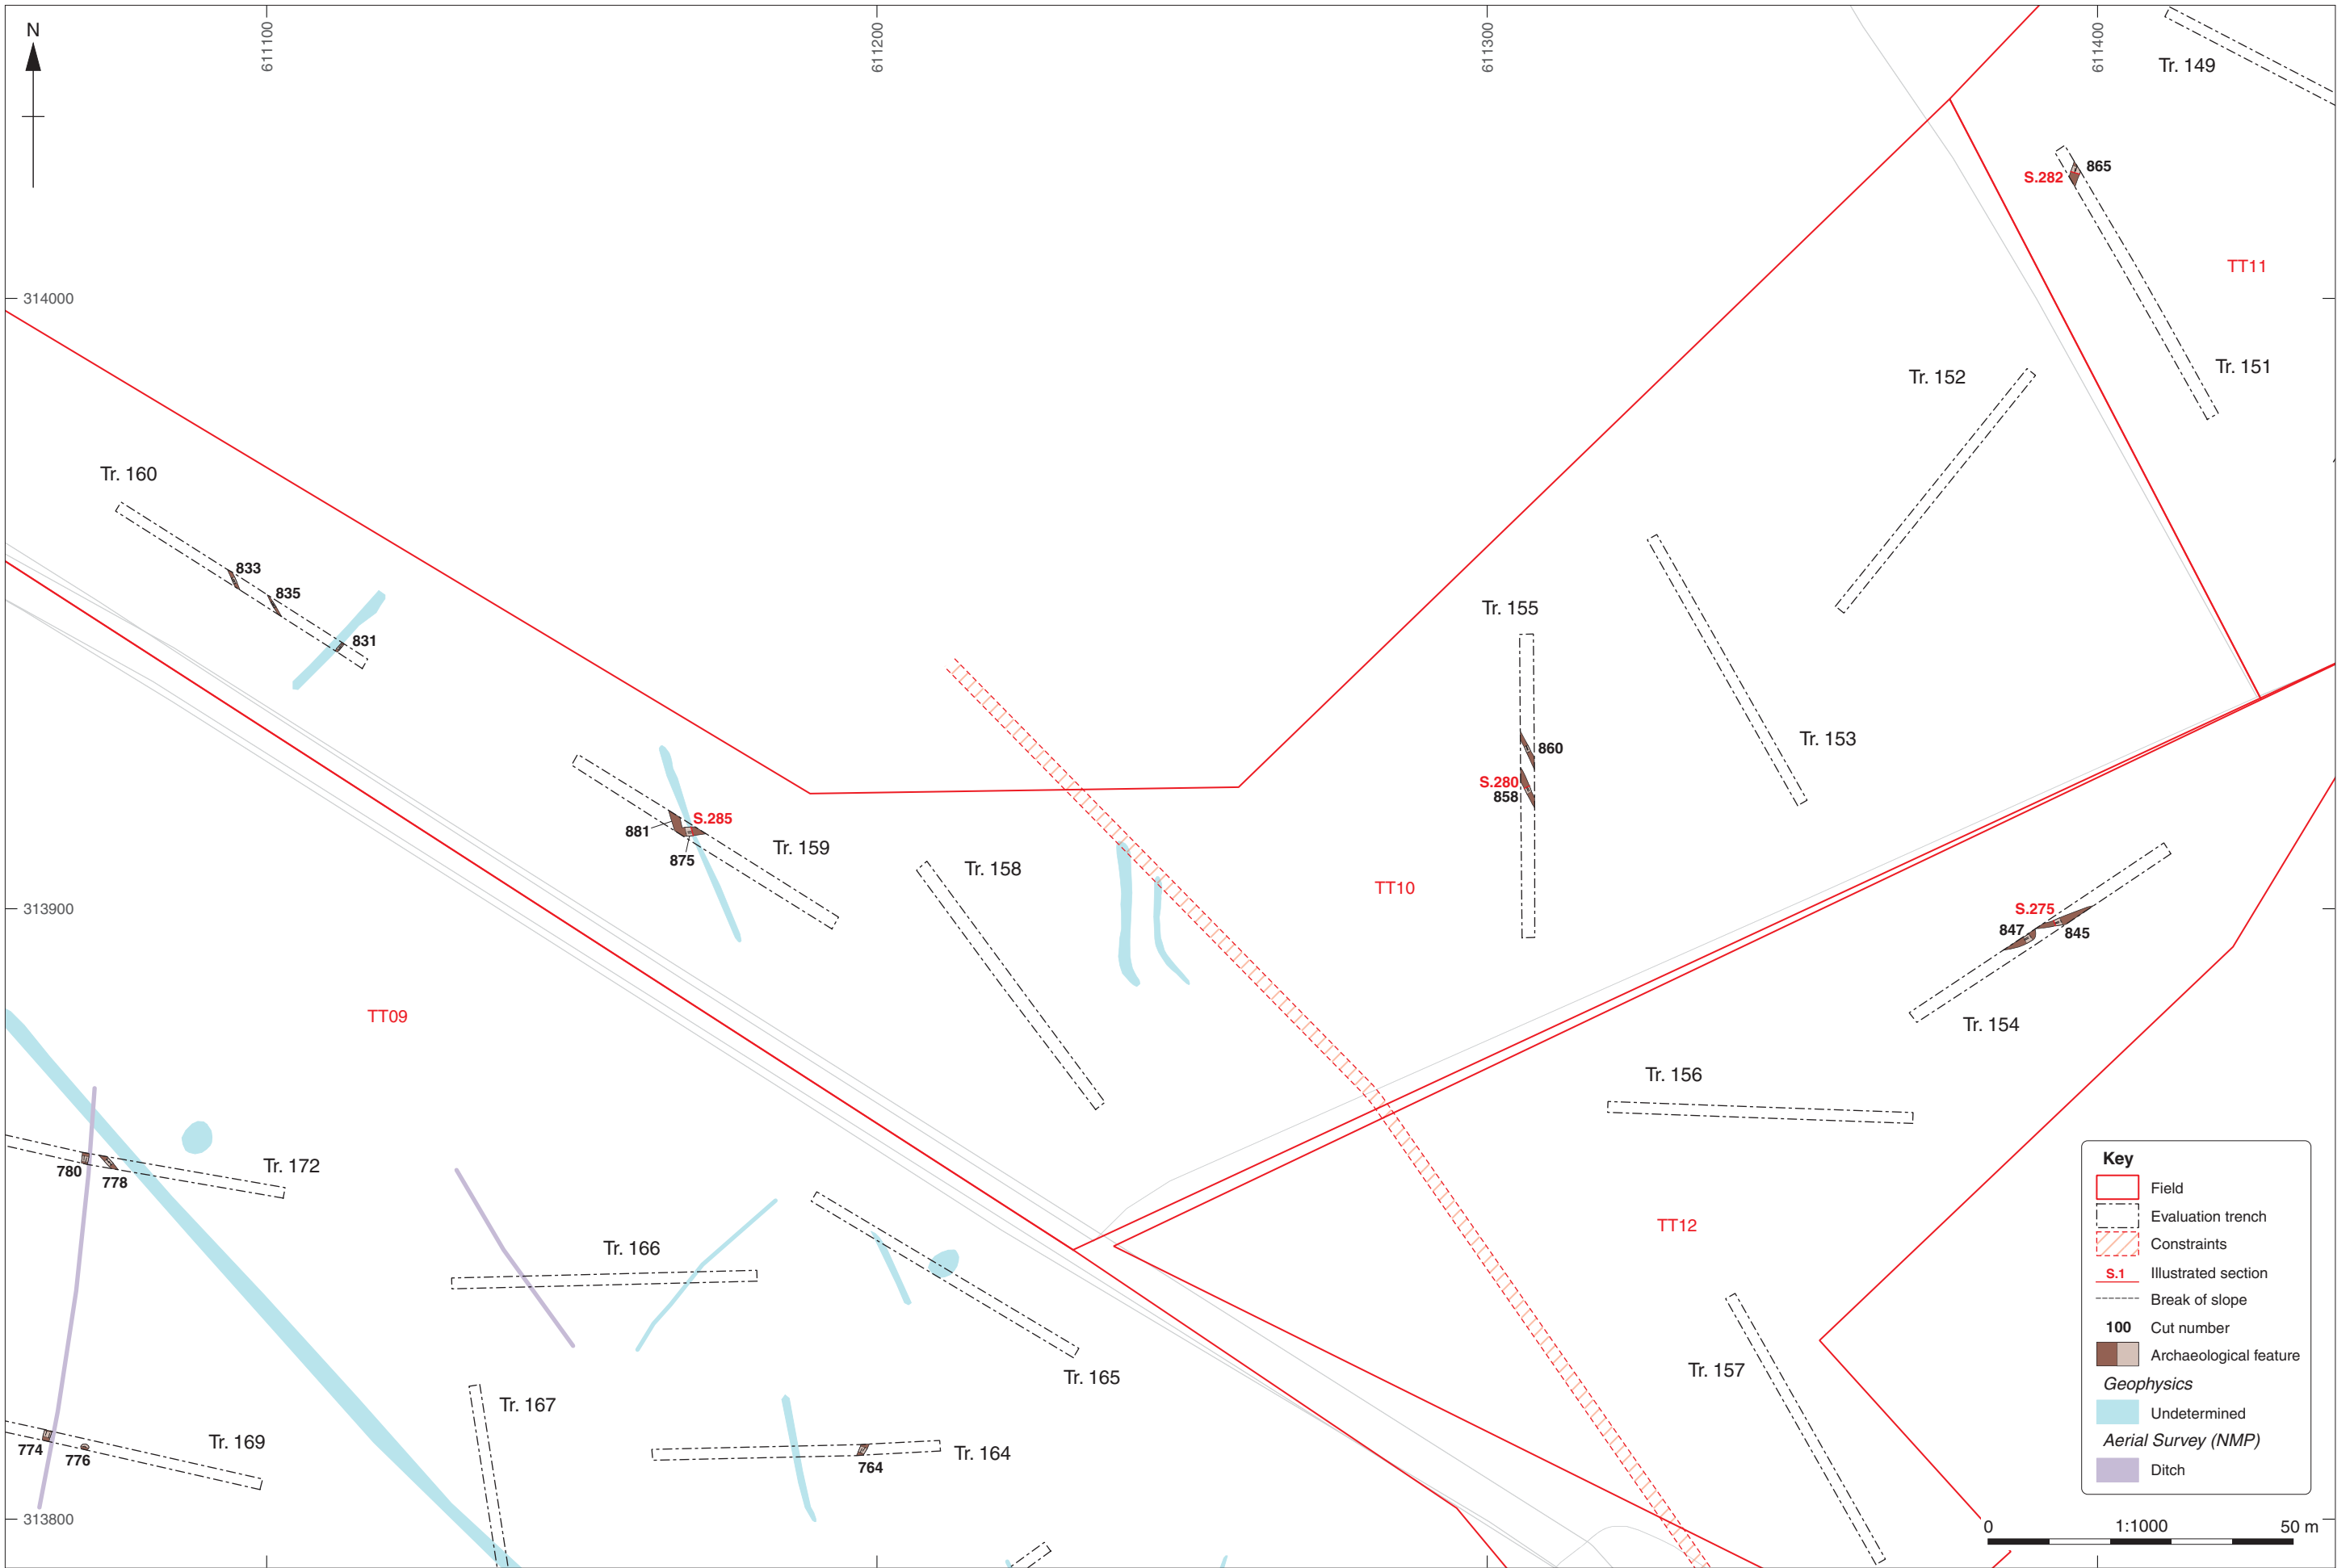 N
611100
611200
611300
611400
Tr. 149
865
S.282
TT11
314000
Tr. 151
Tr. 152
Tr. 160
833
835
831
Tr. 155
860
S.280
858
Tr. 153
S.285
881
875
Tr. 159
Tr. 158
TT10
313900
S.275
847
845
Tr. 154
TT09
Tr. 156
780
778
Tr. 172
TT12
Tr. 166
Tr. 165
Tr. 157
Tr. 167
774
776
Tr. 169
764
Tr. 164
313800
Key
Field
Evaluation trench
Constraints
S.1 Illustrated section
Break of slope
100 Cut number
Archaeological feature
Geophysics
Undetermined
Aerial Survey (NMP)
Ditch
0 1:1000 50 m